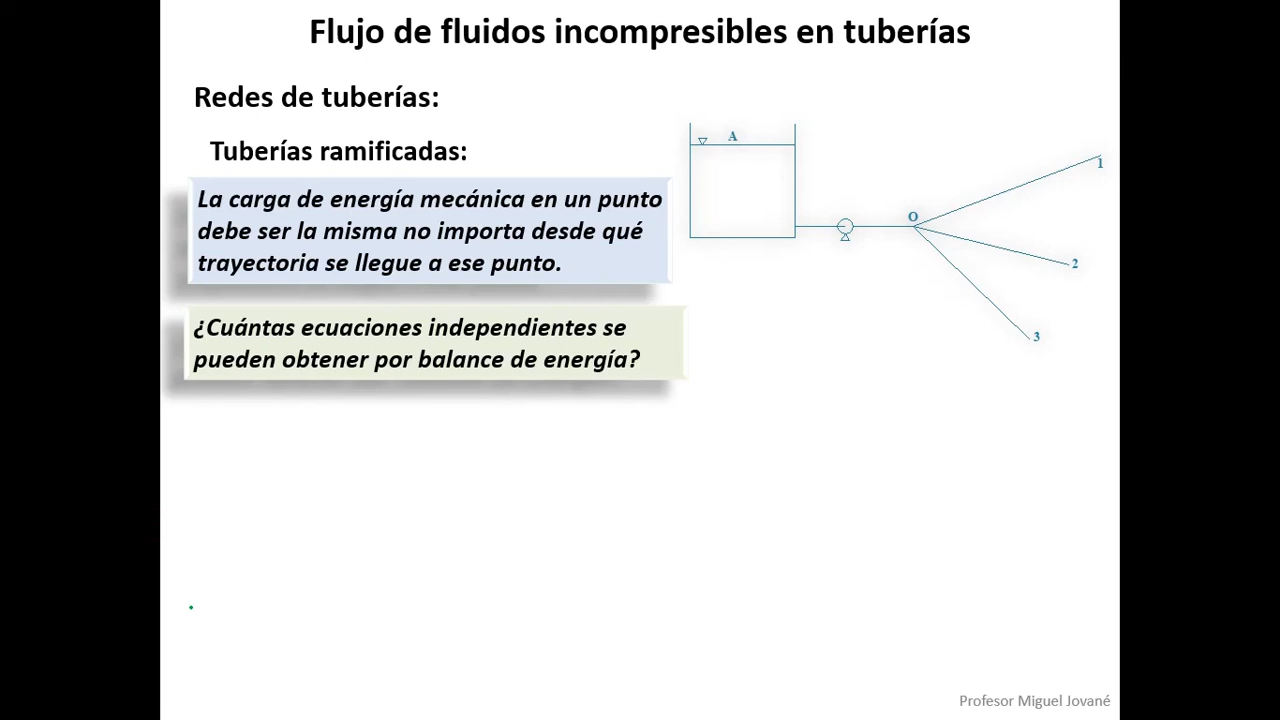 Flujo de fluidos incompresibles en tuberías
Redes de tuberías:
Tuberías ramificadas:
La carga de energía mecánica en un punto
debe ser la misma no importa desde qué
trayectoria se llegue a ese punto.
¿Cuántas ecuaciones independientes se
pueden obtener por balance de energía?
A
O
1
2
3
Profesor Miguel Jované